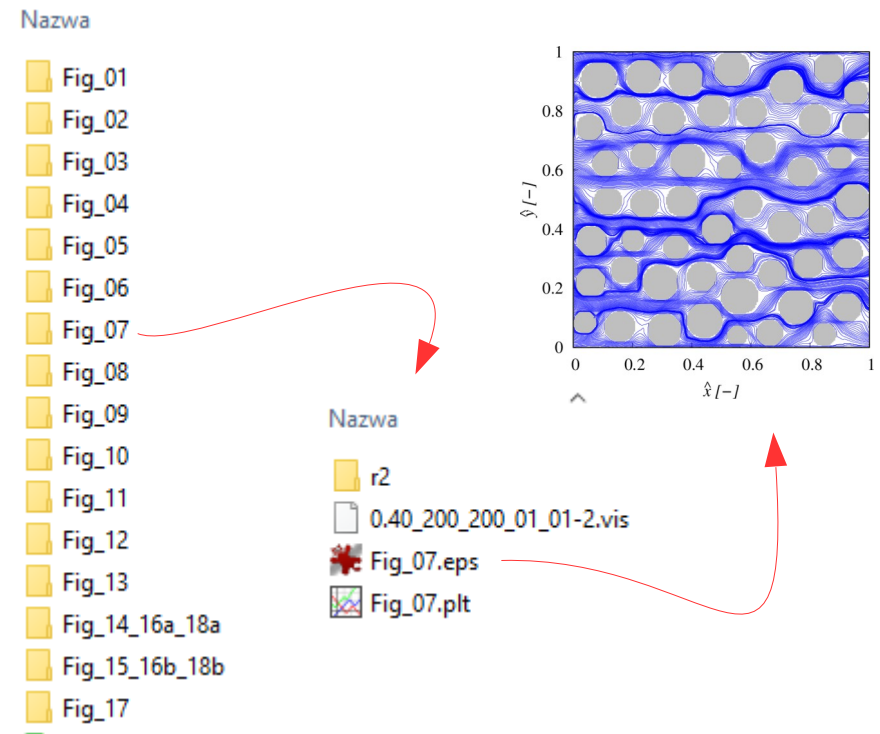 Nazwa
Fig_01
Fig_02
Fig_03
Fig_04
Fig_05
Fig_06
Fig_07
Fig_08
Fig_09
Fig_10
Fig_11
Fig_12
Fig_13
Fig_14_16a_18a
Fig_15_16b_18b
Fig_17
Nazwa
r2
0.40_200_200_01_01-2.vis
Fig_07.eps
Fig_07.plt
1
0.8
0.6
0.4
0.2
0
ŷ [−]
0 0.2 0.4 0.6 0.8 1
x̂ [−]